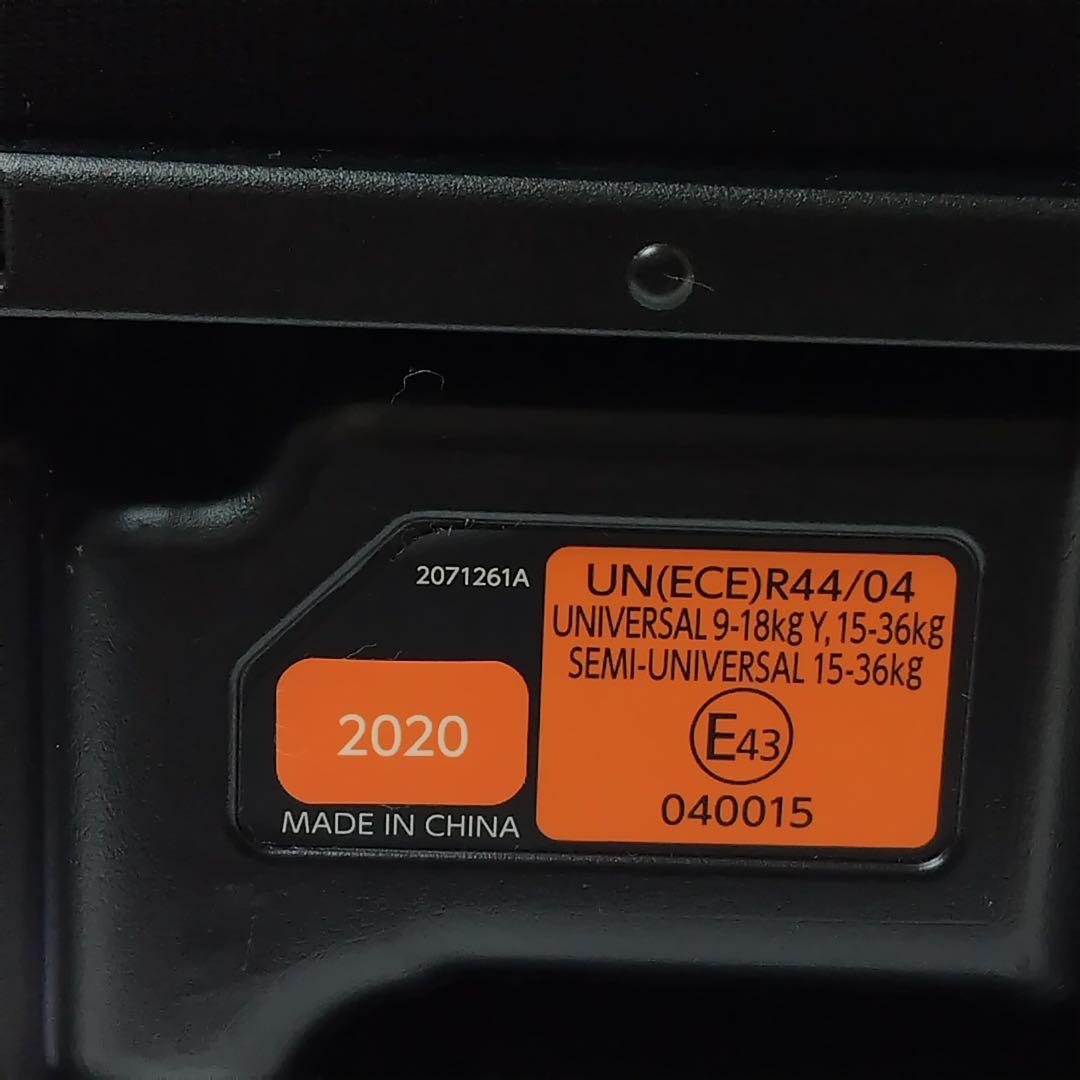 2071261A
2020
MADE IN CHINA
UN(ECE)R44/04
UNIVERSAL 9-18kg Y, 15-36kg
SEMI-UNIVERSAL 15-36kg
E43
040015